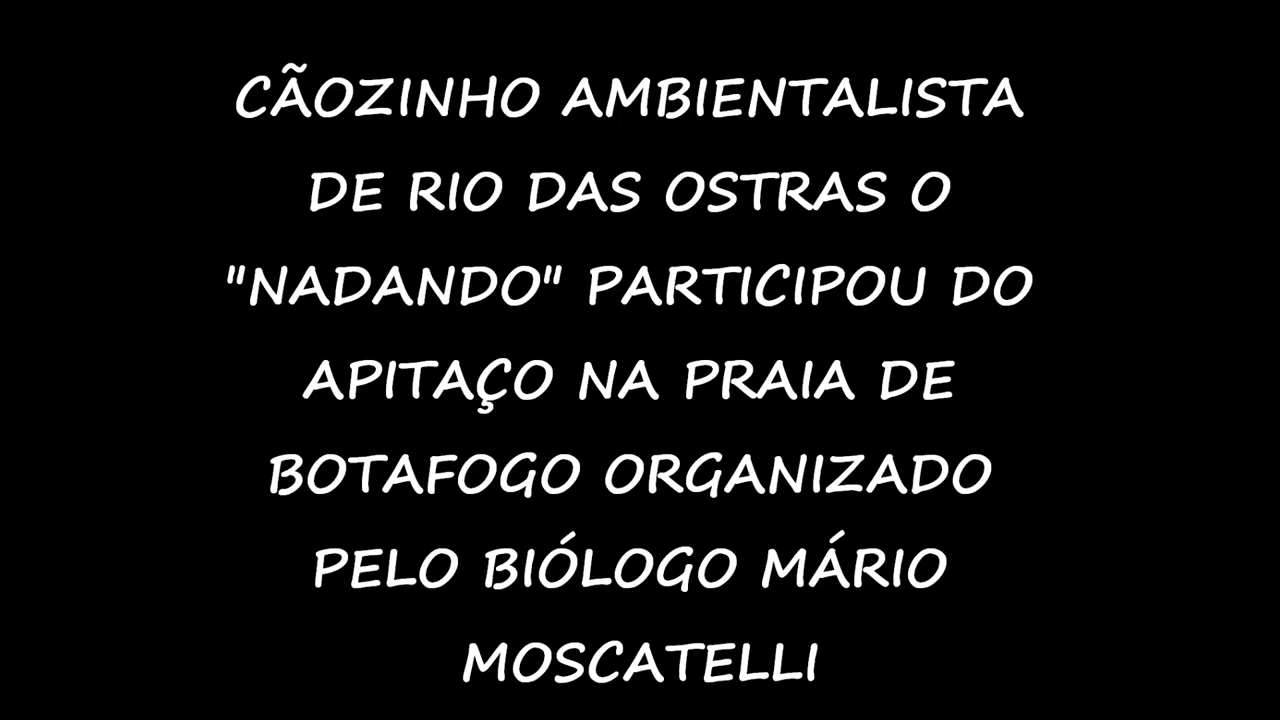 CÃOZINHO AMBIENTALISTA
DE RIO DAS OSTRAS O
"NADANDO" PARTICIPOU DO
APITAÇO NA PRAIA DE
BOTAFOGO ORGANIZADO
PELO BIÓLOGO MÁRIO
MOSCATELLI